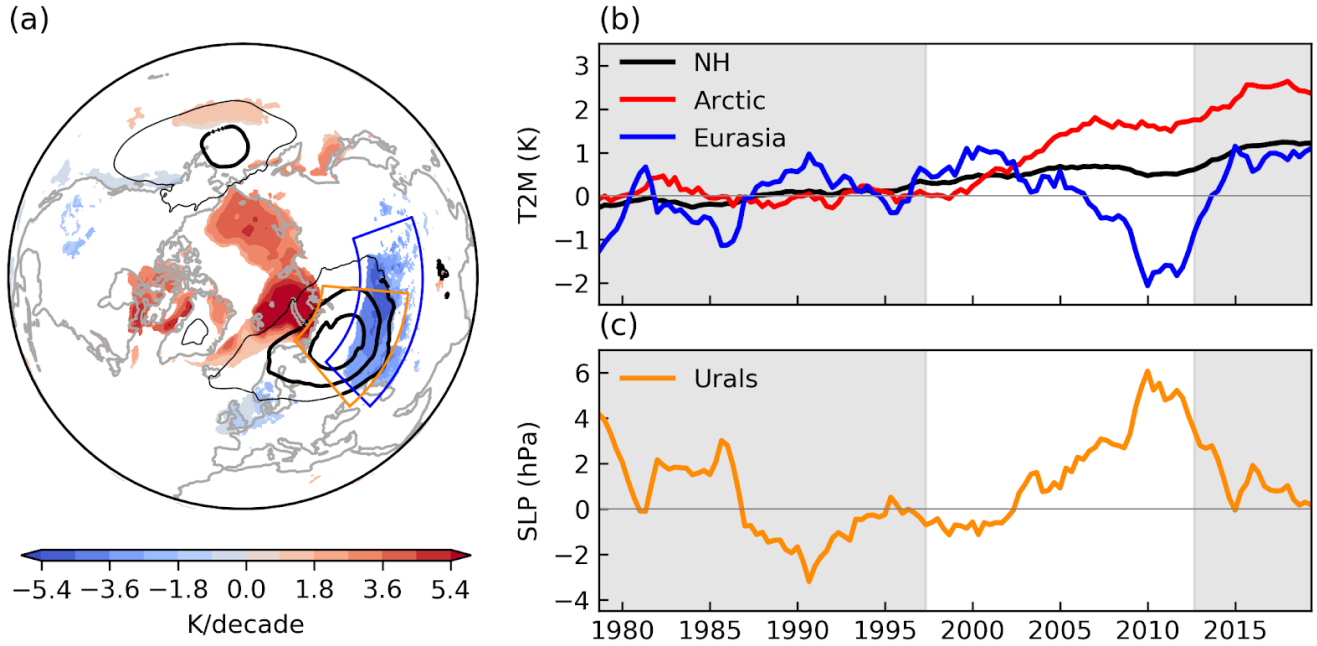 (a)
−5.4 −3.6 −1.8 0.0 1.8 3.6 5.4
K/decade
(b)
T2M (K)
3
2
1
0
−1
−2
NH
Arctic
Eurasia
(c)
SLP (hPa)
6
4
2
0
−2
−4
Urals
1980 1985 1990 1995 2000 2005 2010 2015